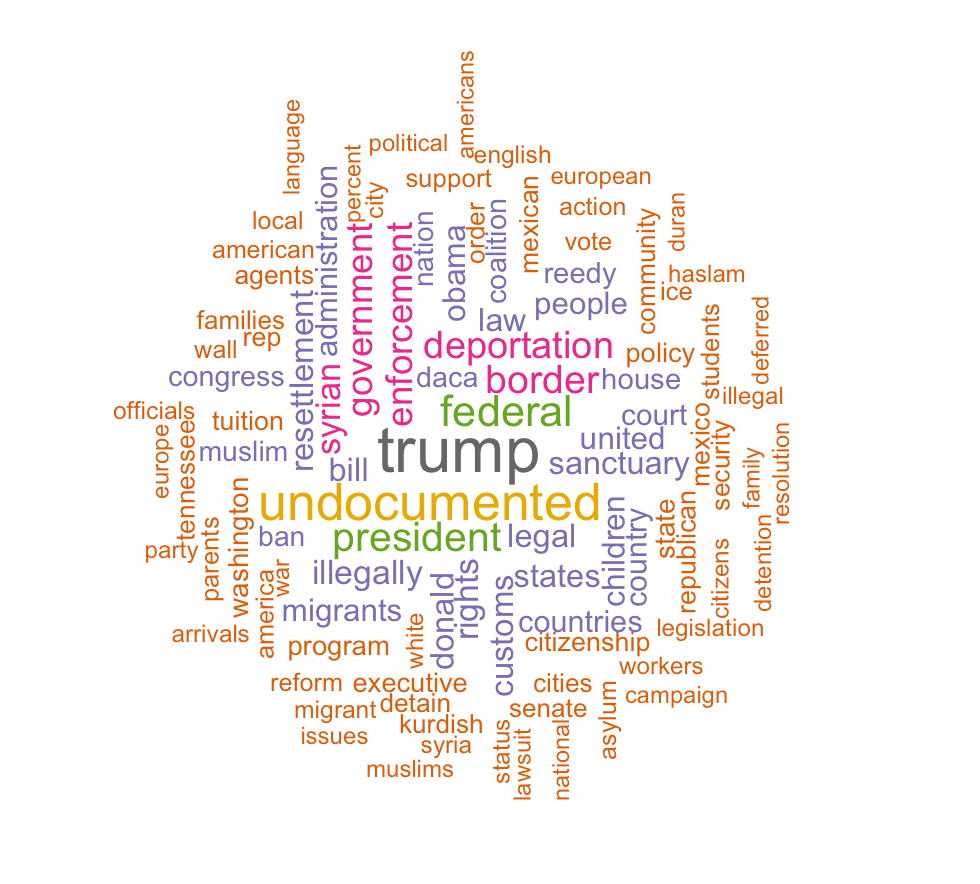 americans
language
political
english
percent
city
support
european
mexican
action
duran
local
administration
nation
order
coalition
vote
community
american
government
enforcement
obama
reedy
haslam
agents
ice
people
resettlement
syrian
families
rep
law
students
deferred
wall
deportation
policy
congress
daca
border
house
illegal
officials
tuition
federal
court
mexico
security
europe
tennessee
muslim
trump
united
family
resolution
bill
sanctuary
washington
undocumented
state
republican
children
country
party
parents
ban
president
legal
citizens
detention
war
america
illegally
donald
rights
customs
states
arrivals
migrants
white
countries
legislation
program
citizenship
workers
reform
executive
cities
campaign
migrant
detain
senate
asylum
issues
kurdish
syria
status
lawsuit
national
muslims